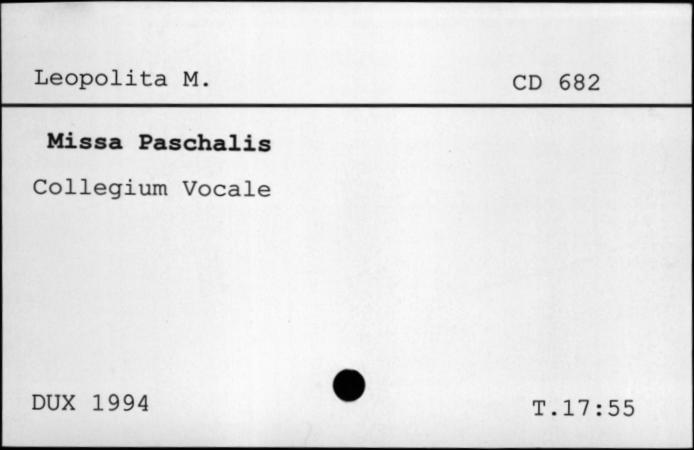 Leopolita M. CD 682
Missa Paschalis
Collegium Vocale
DUX 1994 T.17:55